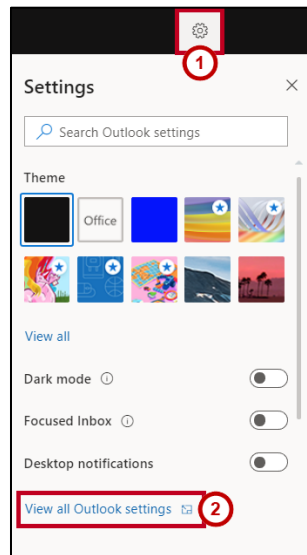 1
Settings
Search Outlook settings
Theme
Office
View all
Dark mode
Focused Inbox
Desktop notifications
View all Outlook settings 2